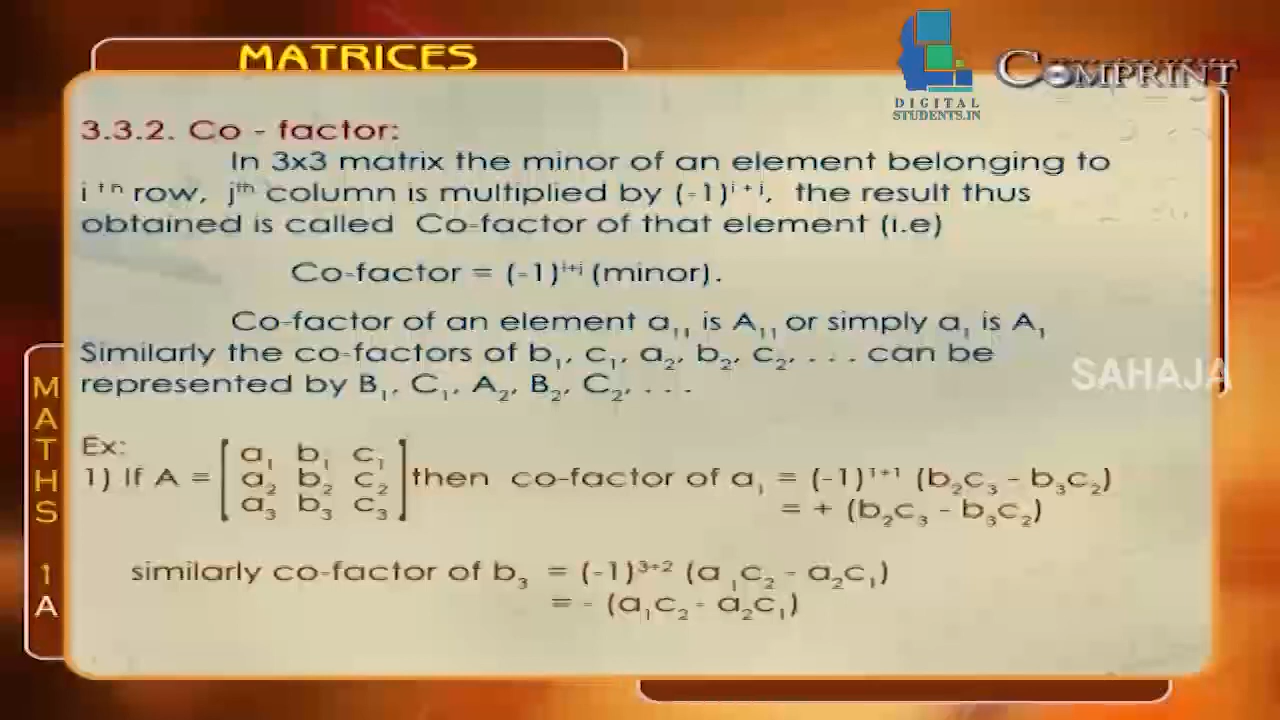 MATRICES
DIGITAL
STUDENTS.IN
COMPRINT
3.3.2. Co - factor:
In 3x3 matrix the minor of an element belonging to
i ᵗʰ row, jᵗʰ column is multiplied by (-1)ⁱ⁺ʲ, the result thus
obtained is called Co-factor of that element (i.e)
Co-factor = (-1)ⁱ⁺ʲ (minor).
Co-factor of an element a₁₁ is A₁₁ or simply a₁ is A₁
Similarly the co-factors of b₁, c₁, a₂, b₂, c₂, . . . can be
represented by B₁, C₁, A₂, B₂, C₂, . . .
SAHAJA
MATHS 1A
Ex:
1) If A = [a₁ b₁ c₁
a₂ b₂ c₂
a₃ b₃ c₃] then co-factor of a₁ = (-1)¹⁺¹ (b₂c₃ - b₃c₂)
= + (b₂c₃ - b₃c₂)
similarly co-factor of b₃ = (-1)³⁺² (a₁c₂ - a₂c₁)
= - (a₁c₂ - a₂c₁)